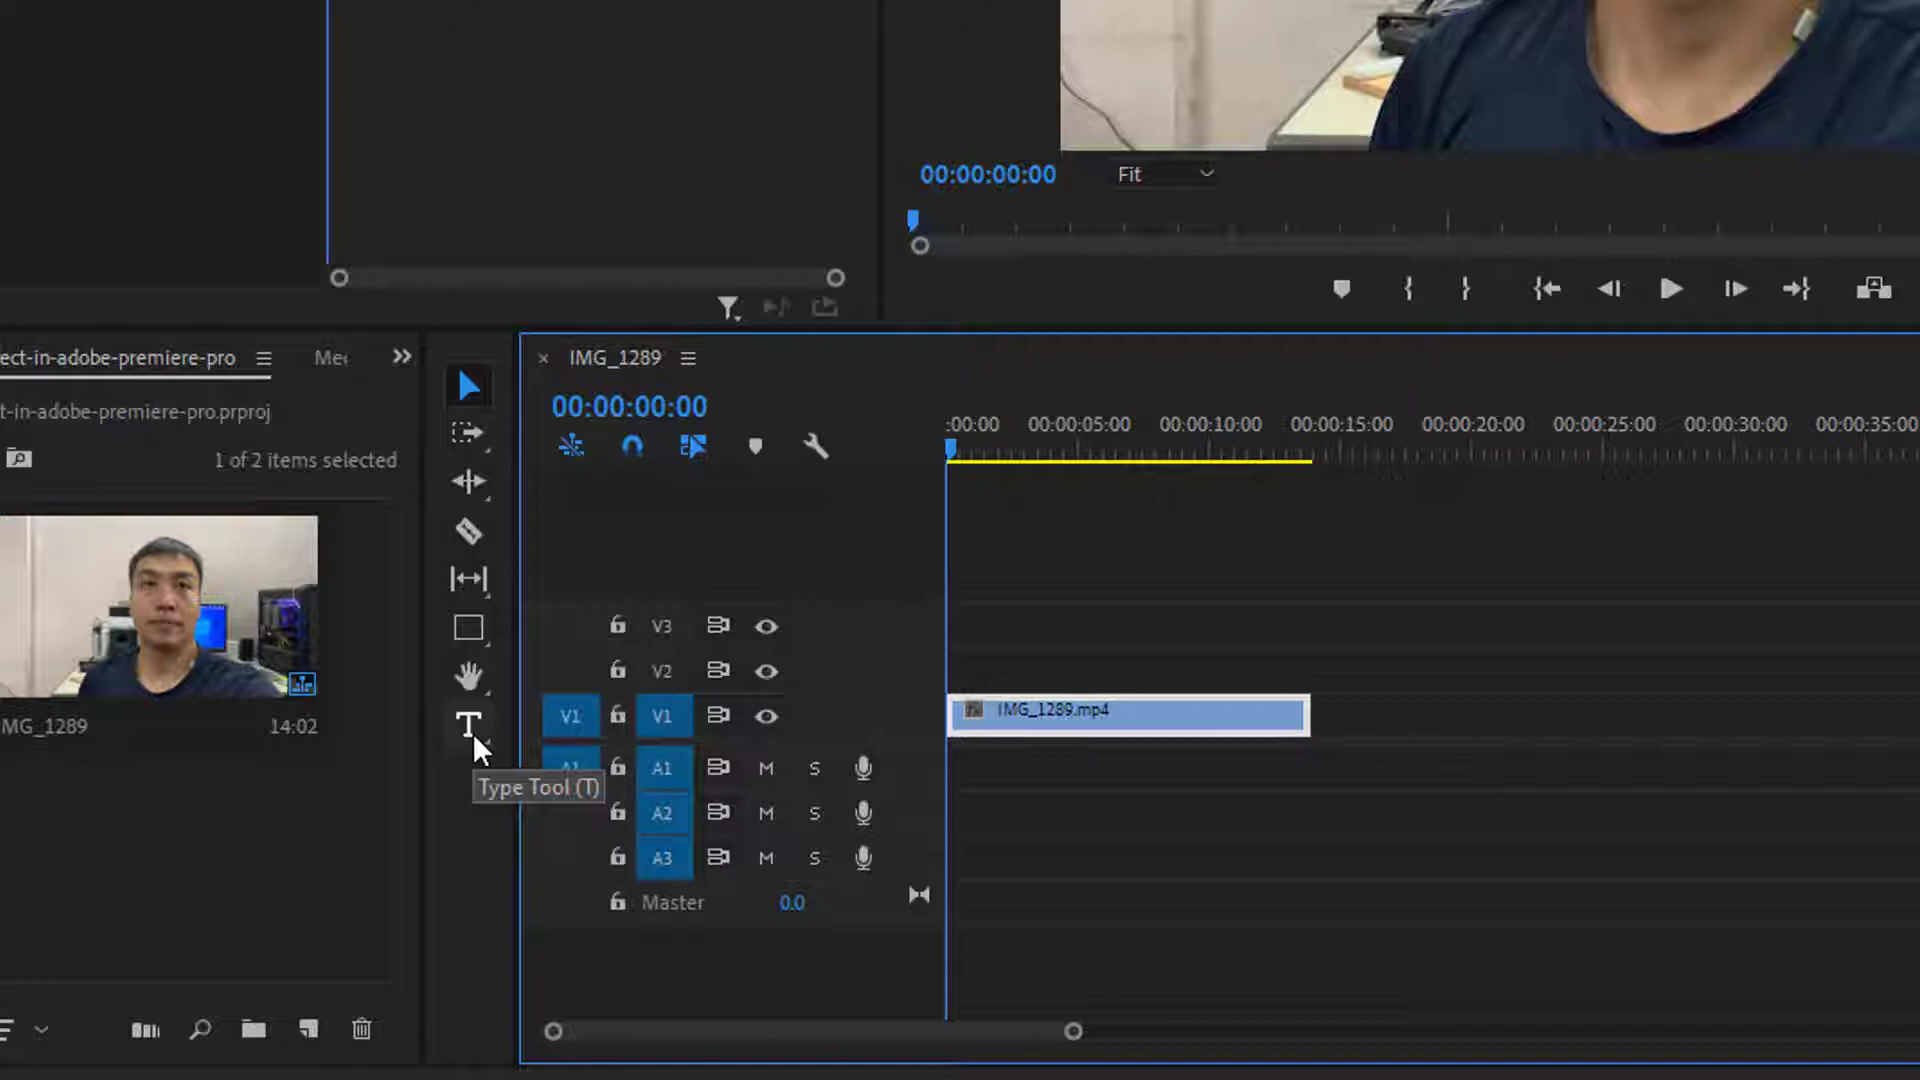 00:00:00:00
Fit
ect-in-adobe-premiere-pro
Me
IMG_1289
t-in-adobe-premiere-pro.prproj
00:00:00:00
:00:00
00:00:05:00
00:00:10:00
00:00:15:00
00:00:20:00
00:00:25:00
00:00:30:00
00:00:35:00
1 of 2 items selected
V3
V2
MG_1289
14:02
V1
V1
IMG_1289.mp4
A1
A1
M
S
Type Tool (T)
A2
M
S
A3
M
S
Master
0.0